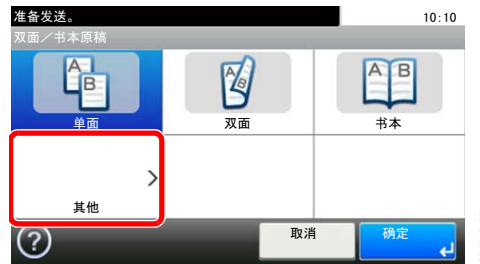 准备发送。 10:10
双面／书本原稿
A B A B A B
单面 双面 书本
其他
? 取消 确定